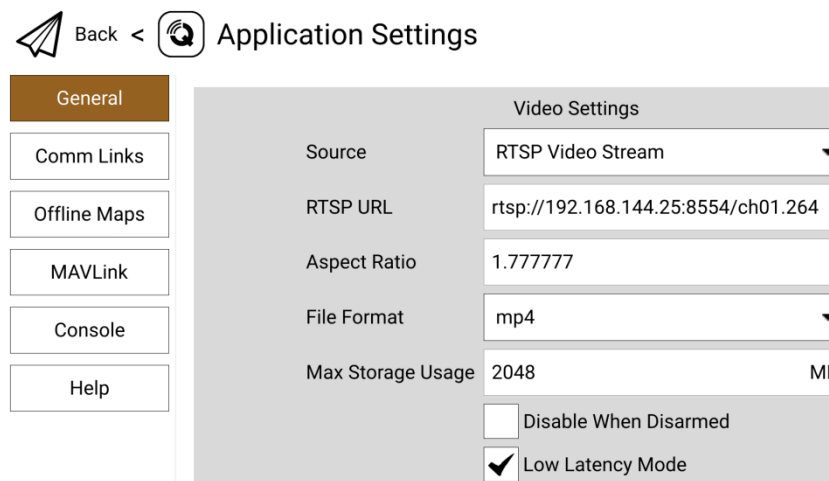 Back < Application Settings
General
Comm Links
Offline Maps
MAVLink
Console
Help
Video Settings
Source RTSP Video Stream
RTSP URL rtsp://192.168.144.25:8554/ch01.264
Aspect Ratio 1.777777
File Format mp4
Max Storage Usage 2048
Disable When Disarmed
Low Latency Mode